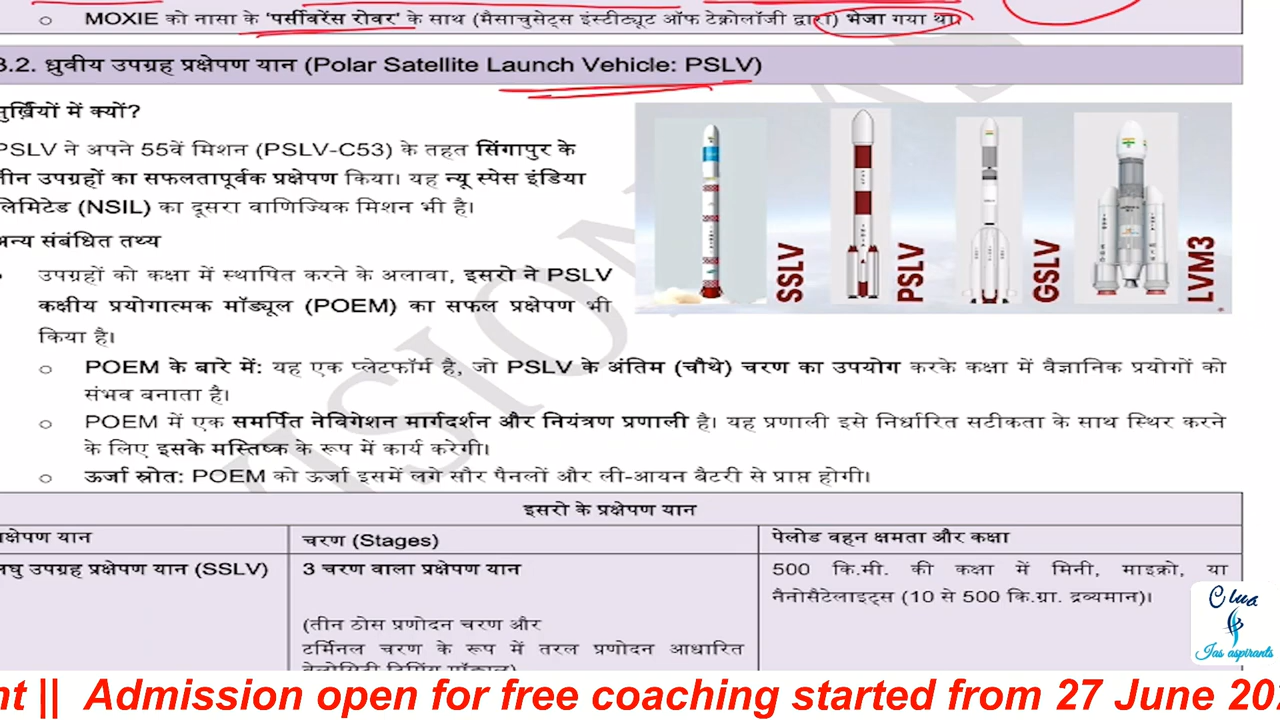 MOXIE को नासा के 'पर्सीवरेंस रोवर' के साथ (मैसाचुसेट्स इंस्टीट्यूट ऑफ टेक्नोलॉजी द्वारा) भेजा गया था
3.2. ध्रुवीय उपग्रह प्रक्षेपण यान (Polar Satellite Launch Vehicle: PSLV)
सुर्ख़ियों में क्यों?
PSLV ने अपने 55वें मिशन (PSLV-C53) के तहत सिंगापुर के
तीन उपग्रहों का सफलतापूर्वक प्रक्षेपण किया। यह न्यू स्पेस इंडिया
लिमिटेड (NSIL) का दूसरा वाणिज्यिक मिशन भी है।
अन्य संबंधित तथ्य
उपग्रहों को कक्षा में स्थापित करने के अलावा, इसरो ने PSLV
कक्षीय प्रयोगात्मक मॉड्यूल (POEM) का सफल प्रक्षेपण भी
किया है।
SSLV
PSLV
GSLV
LVM3
POEM के बारे में: यह एक प्लेटफॉर्म है, जो PSLV के अंतिम (चौथे) चरण का उपयोग करके कक्षा में वैज्ञानिक प्रयोगों को
संभव बनाता है।
POEM में एक समर्पित नेविगेशन मार्गदर्शन और नियंत्रण प्रणाली है। यह प्रणाली इसे निर्धारित सटीकता के साथ स्थिर करने
के लिए इसके मस्तिष्क के रूप में कार्य करेगी।
ऊर्जा स्रोत: POEM को ऊर्जा इसमें लगे सौर पैनलों और ली-आयन बैटरी से प्राप्त होगी।
इसरो के प्रक्षेपण यान
प्रक्षेपण यान
चरण (Stages)
पेलोड वहन क्षमता और कक्षा
लघु उपग्रह प्रक्षेपण यान (SSLV)
3 चरण वाला प्रक्षेपण यान
(तीन ठोस प्रणोदन चरण और
टर्मिनल चरण के रूप में तरल प्रणोदन आधारित
500 कि.मी. की कक्षा में मिनी, माइक्रो, या
नैनोसैटेलाइट्स (10 से 500 कि.ग्रा. द्रव्यमान)।
Ias aspirants
nt || Admission open for free coaching started from 27 June 202